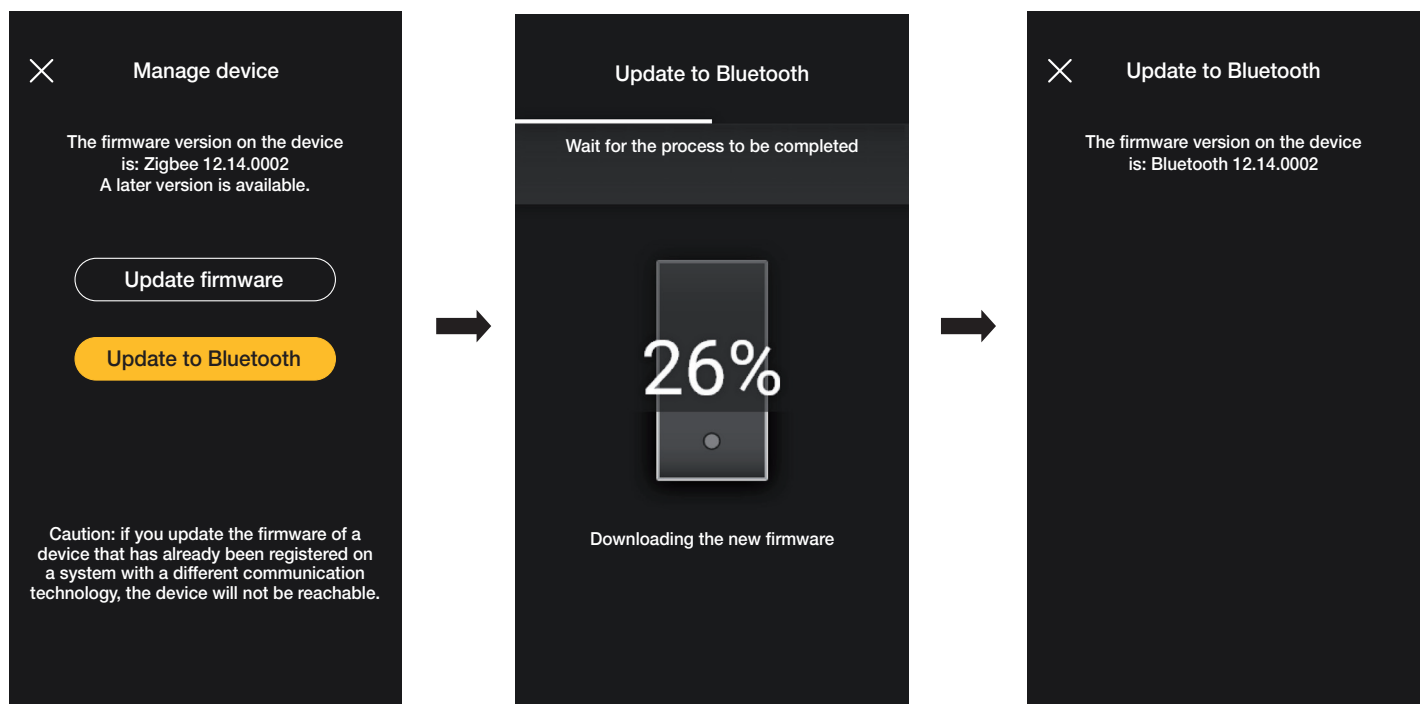 Manage device
The firmware version on the device
is: Zigbee 12.14.0002
A later version is available.
Update firmware
Update to Bluetooth
Caution: if you update the firmware of a
device that has already been registered on
a system with a different communication
technology, the device will not be reachable.
Update to Bluetooth
Wait for the process to be completed
26%
Downloading the new firmware
Update to Bluetooth
The firmware version on the device
is: Bluetooth 12.14.0002